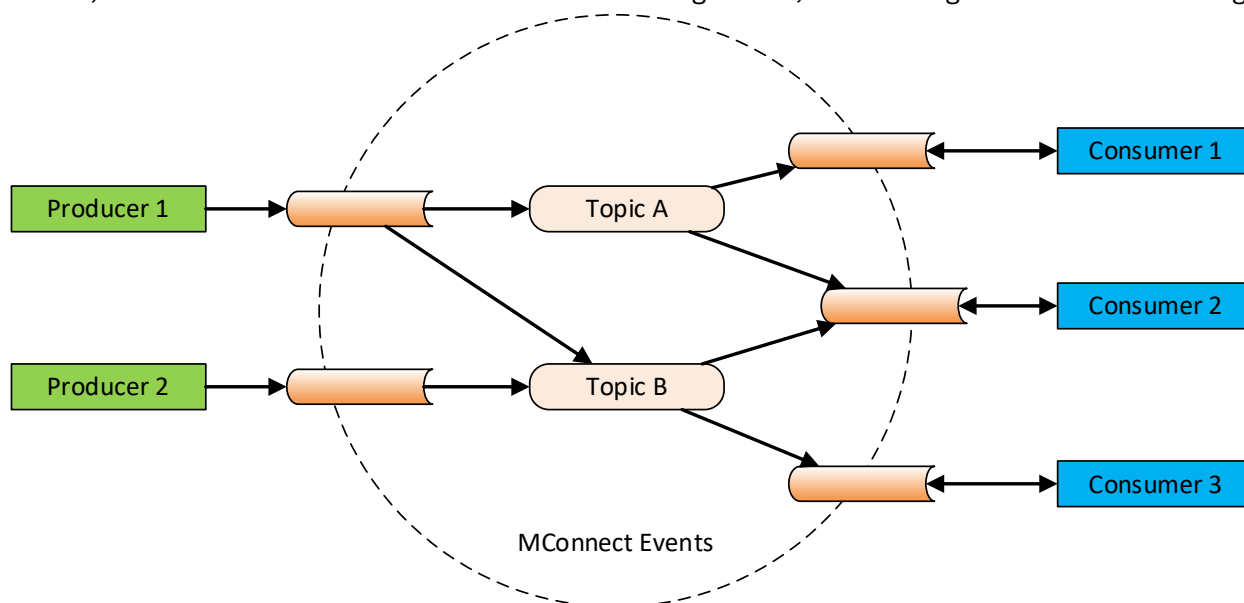 Consumer 1
Producer 1
Topic A
Consumer 2
Producer 2
Topic B
Consumer 3
MConnect Events